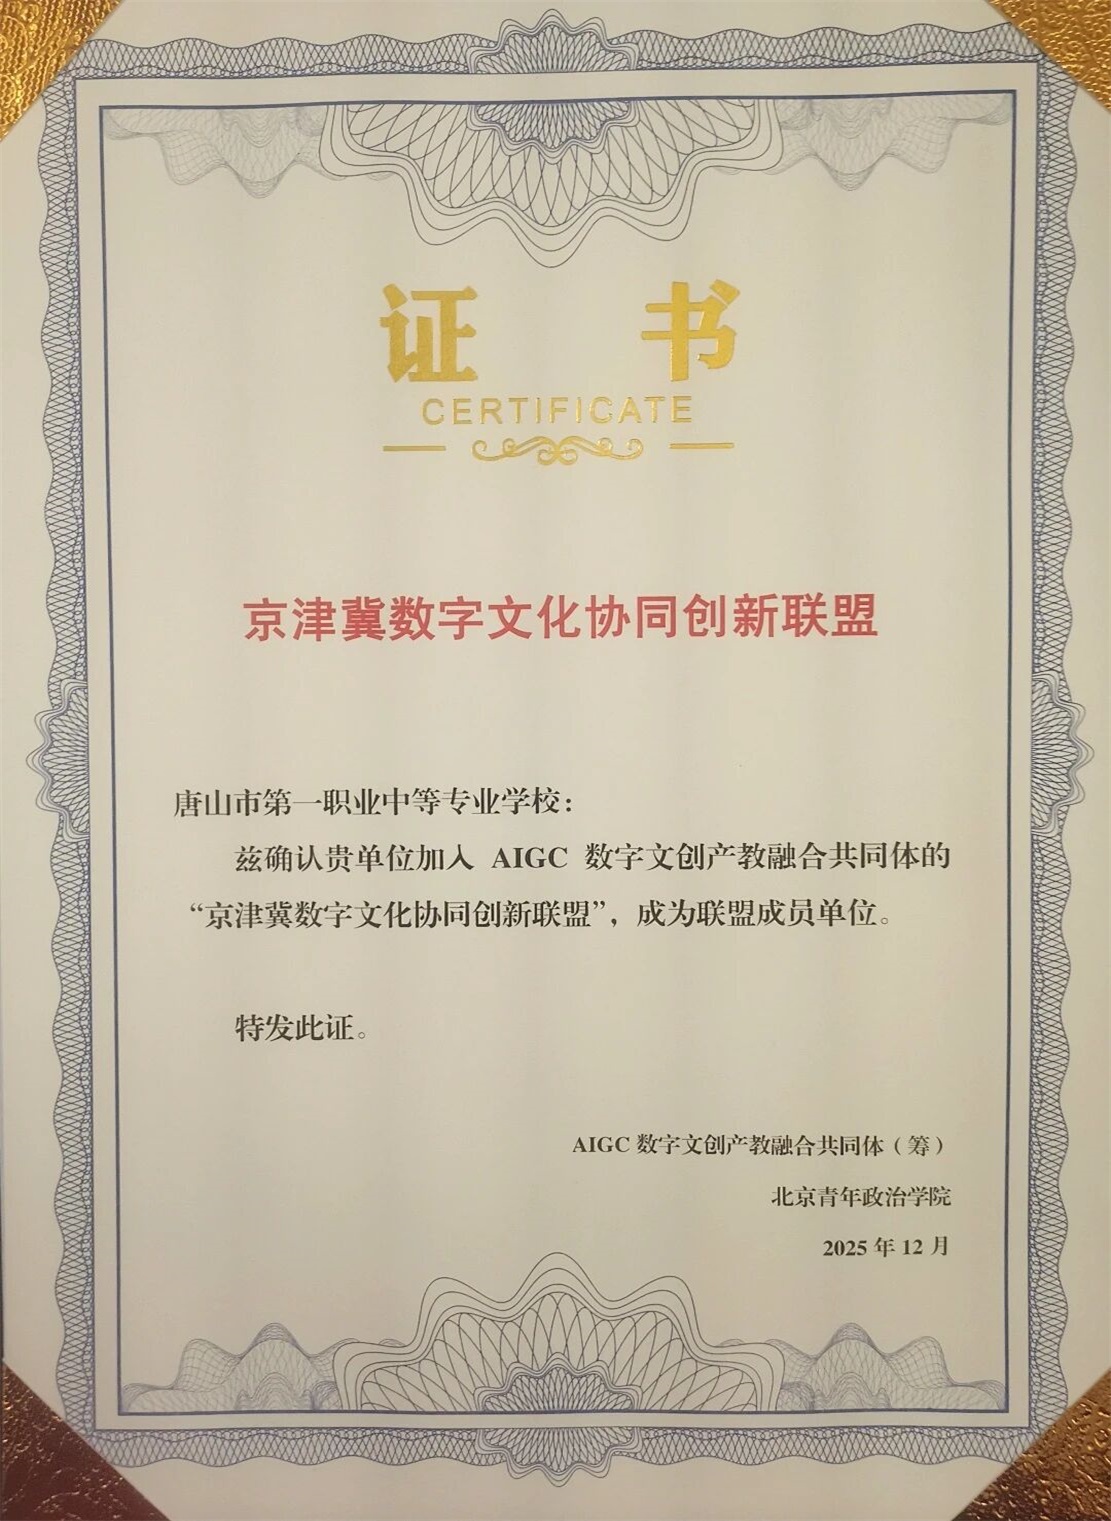 证 书
CERTIFICATE
京津冀数字文化协同创新联盟
唐山市第一职业中等专业学校：
兹确认贵单位加入 AIGC 数字文创产教融合共同体的
“京津冀数字文化协同创新联盟”，成为联盟成员单位。
特发此证。
AIGC 数字文创产教融合共同体（筹）
北京青年政治学院
2025 年 12 月